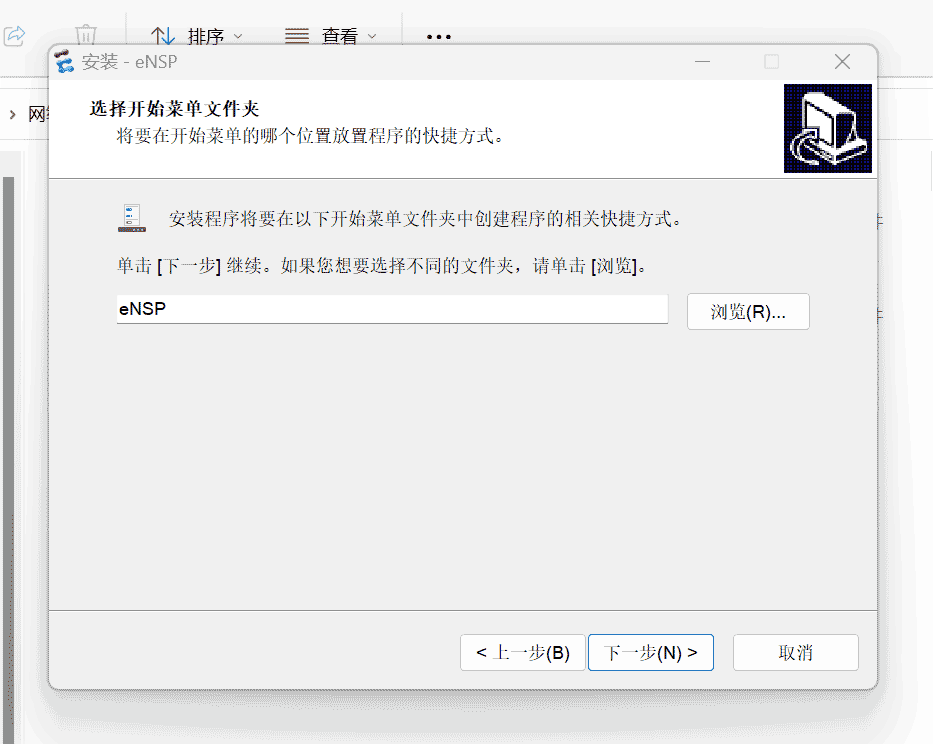 排序 查看
安装 - eNSP
网络
选择开始菜单文件夹
将要在开始菜单的哪个位置放置程序的快捷方式。
安装程序将要在以下开始菜单文件夹中创建程序的相关快捷方式。
单击 [下一步] 继续。如果您想要选择不同的文件夹，请单击 [浏览]。
eNSP 浏览(R)...
< 上一步(B) 下一步(N) > 取消